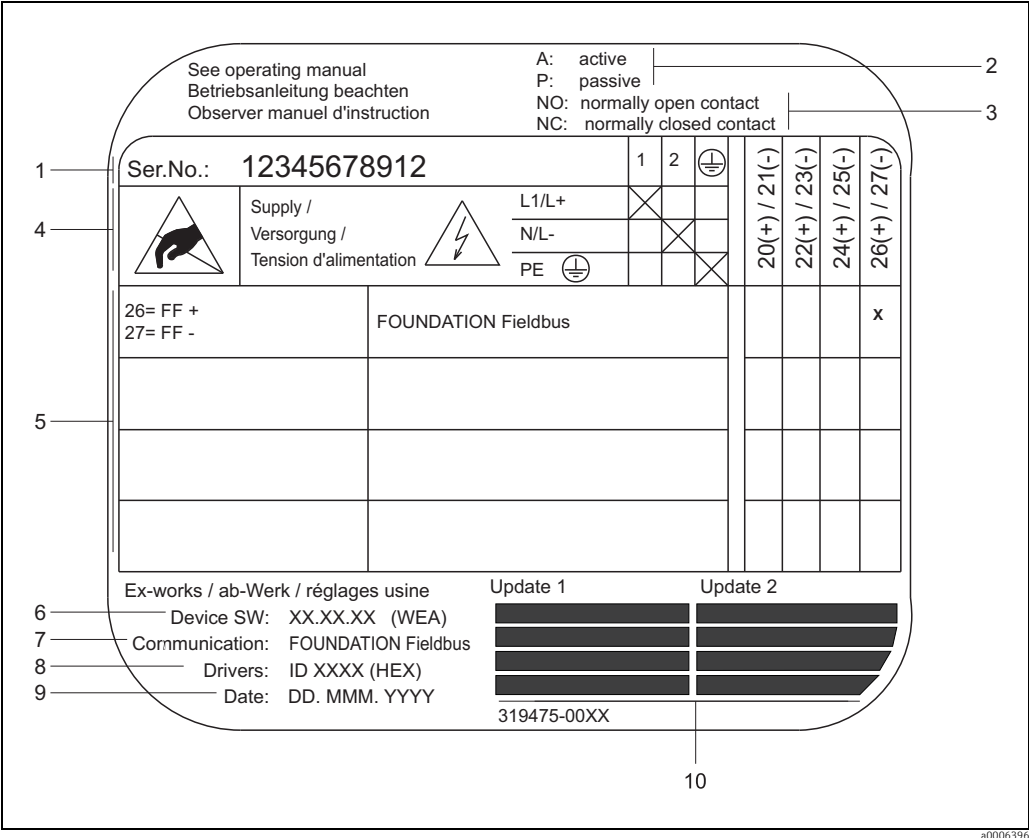 See operating manual
Betriebsanleitung beachten
Observer manuel d'instruction
A: active
P: passive
NO: normally open contact
NC: normally closed contact
2
3
1
Ser.No.: 12345678912
1 2
20(+) / 21(-)
22(+) / 23(-)
24(+) / 25(-)
26(+) / 27(-)
4
Supply /
Versorgung /
Tension d'alimentation
L1/L+
N/L-
PE
5
26= FF +
27= FF -
FOUNDATION Fieldbus
x
Ex-works / ab-Werk / réglages usine
Update 1
Update 2
6
Device SW: XX.XX.XX (WEA)
7
Communication: FOUNDATION Fieldbus
8
Drivers: ID XXXX (HEX)
9
Date: DD. MMM. YYYY
319475-00XX
10
a0006396